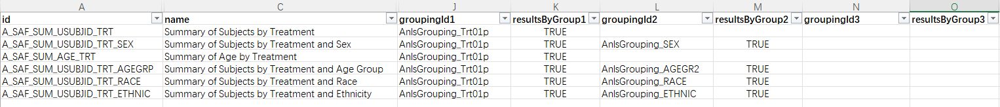 A C J K L M N O
id name groupingId1 resultsByGroup1 groupingId2 resultsByGroup2 groupingId3 resultsByGroup3
A_SAF_SUM_USUBJID_TRT Summary of Subjects by Treatment AnlsGrouping_Trt01p TRUE
A_SAF_SUM_USUBJID_TRT_SEX Summary of Subjects by Treatment and Sex AnlsGrouping_Trt01p TRUE AnlsGrouping_SEX TRUE
A_SAF_SUM_AGE_TRT Summary of Age by Treatment AnlsGrouping_Trt01p TRUE
A_SAF_SUM_USUBJID_TRT_AGEGRP Summary of Subjects by Treatment and Age Group AnlsGrouping_Trt01p TRUE AnlsGrouping_AGEGR2 TRUE
A_SAF_SUM_USUBJID_TRT_RACE Summary of Subjects by Treatment and Race AnlsGrouping_Trt01p TRUE AnlsGrouping_RACE TRUE
A_SAF_SUM_USUBJID_TRT_ETHNIC Summary of Subjects by Treatment and Ethnicity AnlsGrouping_Trt01p TRUE AnlsGrouping_ETHNIC TRUE